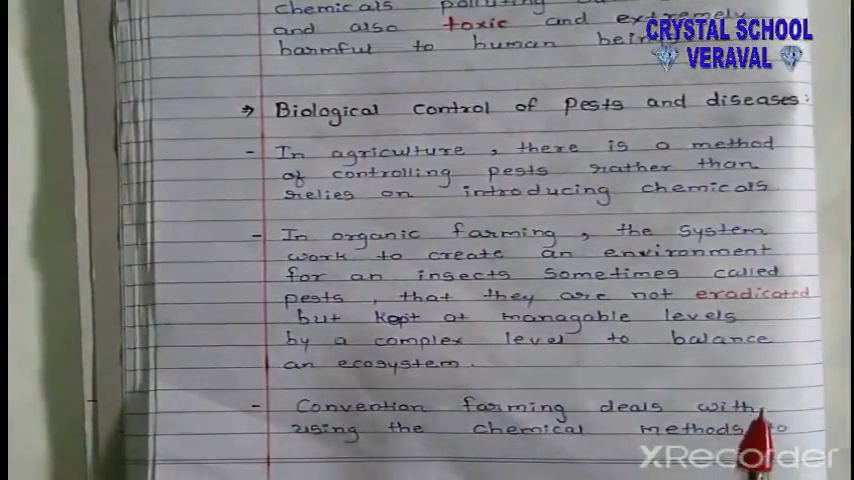 chemicals polluting
and also toxic and extremely
harmful to human bein
CRYSTAL SCHOOL
VERAVAL
→ Biological control of pests and diseases:
- In agriculture, there is a method
of controlling pests rather than
relies on introducing chemicals
- In organic farming, the system
work to create an environment
for an insects sometimes called
pests, that they are not eradicated
but kept at managable levels
by a complex level to balance
an ecosystem.
- Convention farming deals with
using the chemical methods to
XRecorder